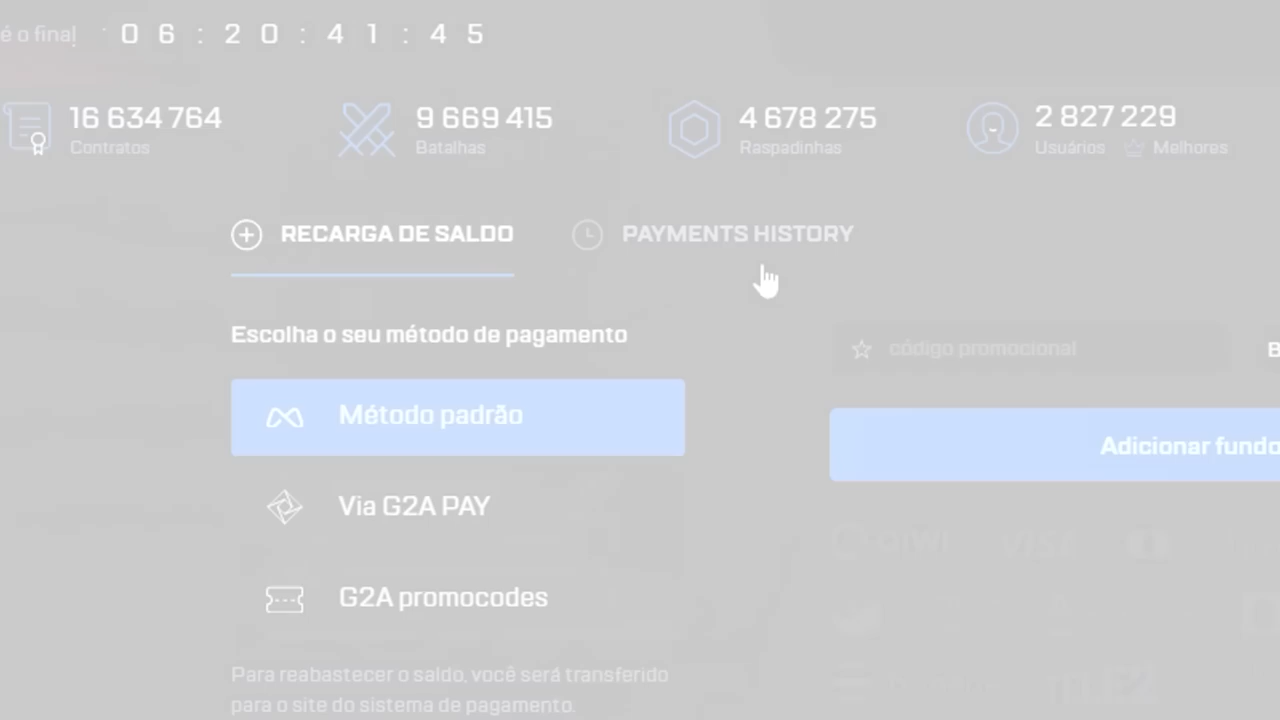 é o final 06:20:41:45
16 634 764
Contratos
9 669 415
Batalhas
4 678 275
Raspadinhas
2 827 229
Usuários Melhores
RECARGA DE SALDO
PAYMENTS HISTORY
Escolha o seu método de pagamento
código promocional
B
Método padrão
Adicionar fundo
Via G2A PAY
QIWI VISA
G2A promocodes
Para reabastecer o saldo, você será transferido
para o site do sistema de pagamento.